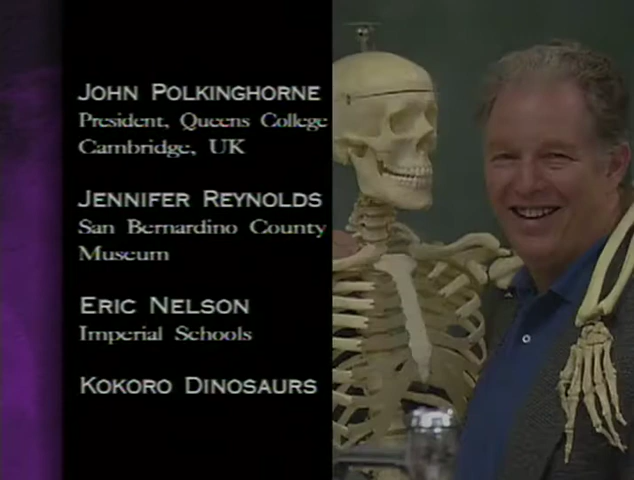 JOHN POLKINGHORNE
President, Queens College
Cambridge, UK
JENNIFER REYNOLDS
San Bernardino County
Museum
ERIC NELSON
Imperial Schools
KOKORO DINOSAURS